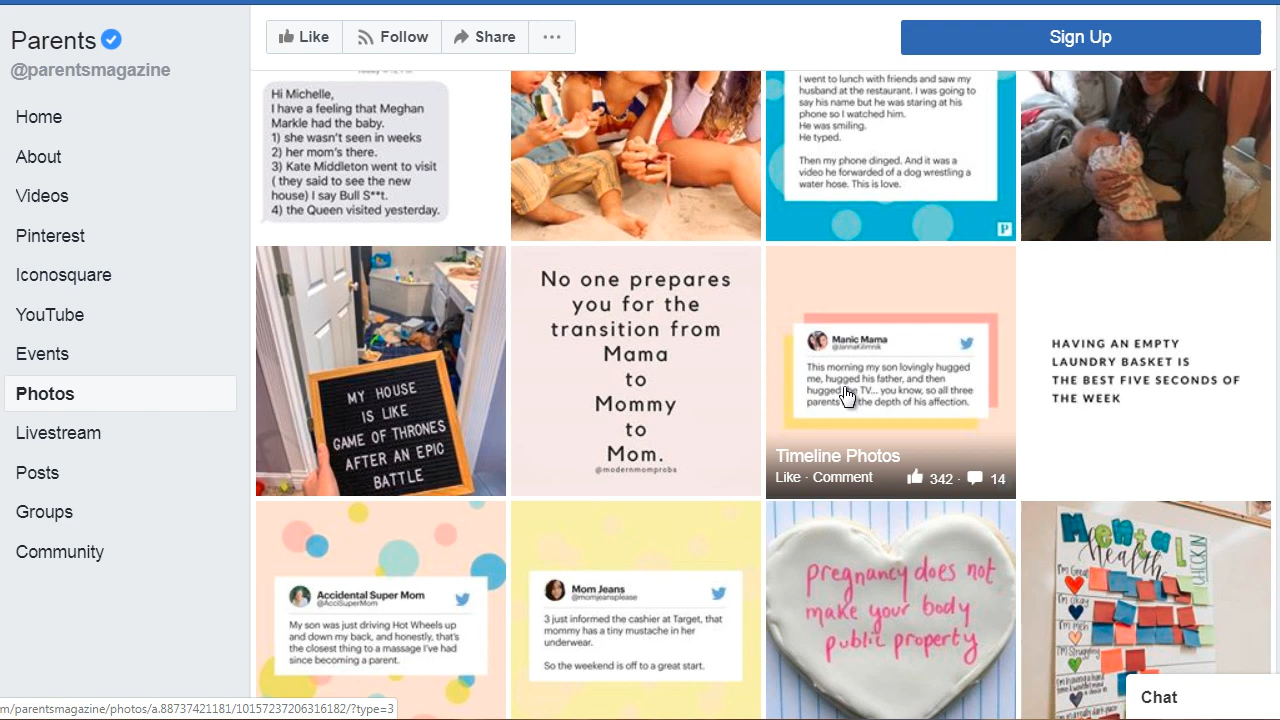 Parents
@parentsmagazine
Home
About
Videos
Pinterest
Iconosquare
YouTube
Events
Photos
Livestream
Posts
Groups
Community
Like
Follow
Share
...
Sign Up
Hi Michelle,
I have a feeling that Meghan
Markle had the baby.
1) she wasn't seen in weeks
2) her mom's there.
3) Kate Middleton went to visit
( they said to see the new
house) I say Bull S**t.
4) the Queen visited yesterday.
I went to lunch with friends and saw my
husband at the restaurant. I was going to
say his name but he was staring at his
phone so I watched him.
He was smiling.
He typed.
Then my phone dinged. And it was a
video he forwarded of a dog wrestling a
water hose. This is love.
P
MY HOUSE
IS LIKE
GAME OF THRONES
AFTER AN EPIC
BATTLE
No one prepares
you for the
transition from
Mama
to
Mommy
to
Mom.
@modernmomprobs
Manic Mama
This morning my son lovingly hugged
me, hugged his father, and then
hugged TV... you know, so all three
parents the depth of his affection.
Timeline Photos
Like · Comment 342 · 14
HAVING AN EMPTY
LAUNDRY BASKET IS
THE BEST FIVE SECONDS OF
THE WEEK
Accidental Super Mom
@AcciSuperMom
My son was just driving Hot Wheels up
and down my back, and honestly, that's
the closest thing to a massage I've had
since becoming a parent.
Mom Jeans
@momjeansplease
3 just informed the cashier at Target, that
mommy has a tiny mustache in her
underwear.
So the weekend is off to a great start.
pregnancy does not
make your body
public property
Mental
Health
CHECK IN
I'm Great
I'm okay
I'm meh
I'm Struggling
Chat
m/parentsmagazine/photos/a.88737421181/10157237206316182/?type=3